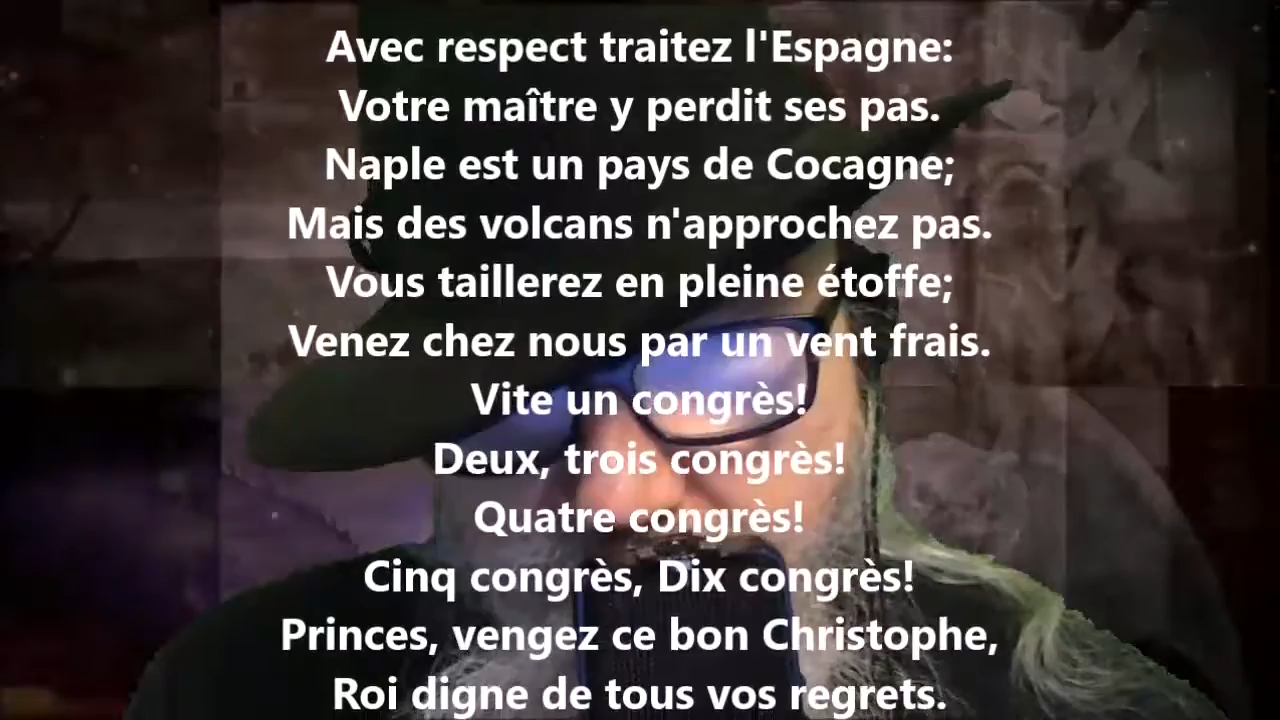 Avec respect traitez l'Espagne:
Votre maître y perdit ses pas.
Naple est un pays de Cocagne;
Mais des volcans n'approchez pas.
Vous taillerez en pleine étoffe;
Venez chez nous par un vent frais.
Vite un congrès!
Deux, trois congrès!
Quatre congrès!
Cinq congrès, Dix congrès!
Princes, vengez ce bon Christophe,
Roi digne de tous vos regrets.